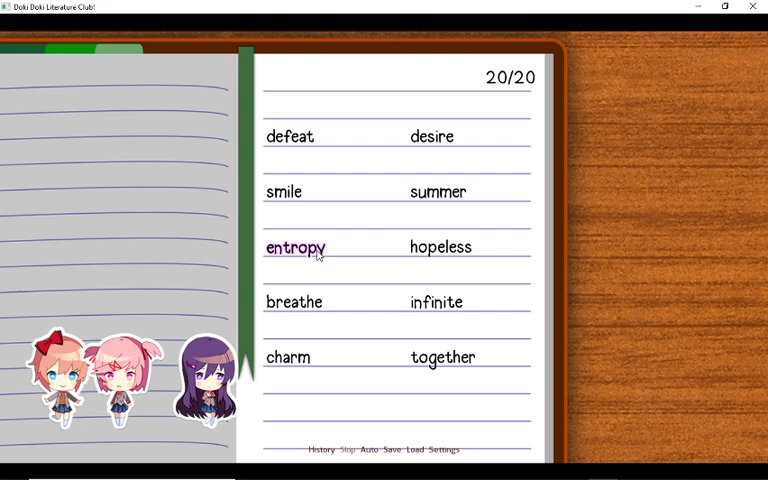 Doki Doki Literature Club!
20/20
defeat desire
smile summer
entropy hopeless
breathe infinite
charm together
History Skip Auto Save Load Settings